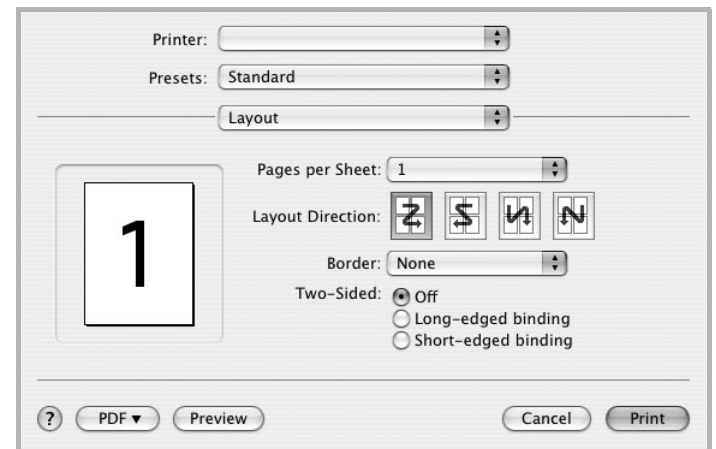 Printer:
Presets: Standard
Layout
Pages per Sheet: 1
Layout Direction:
1
Border: None
Two-Sided: Off
Long-edged binding
Short-edged binding
? PDF ▼ Preview Cancel Print